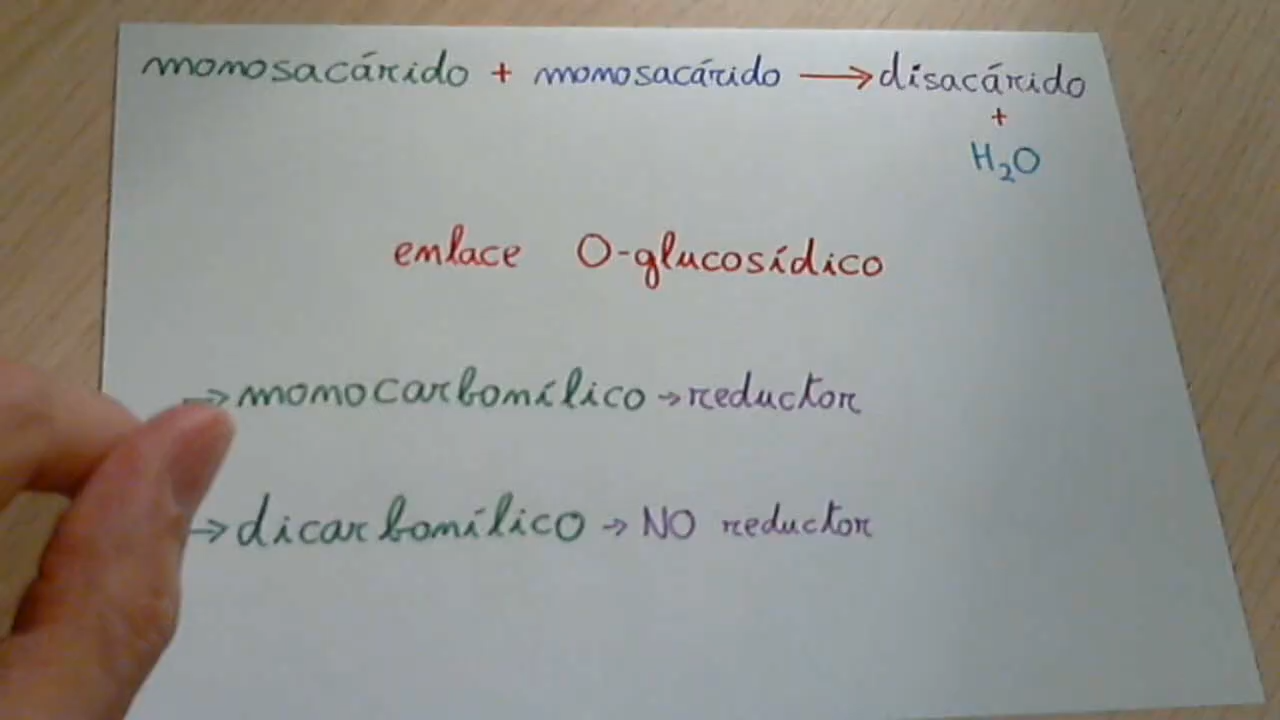 monosacárido + monosacárido → disacárido
+
H₂O
enlace O-glucosídico
→ monocarbonílico → reductor
→ dicarbonílico → NO reductor